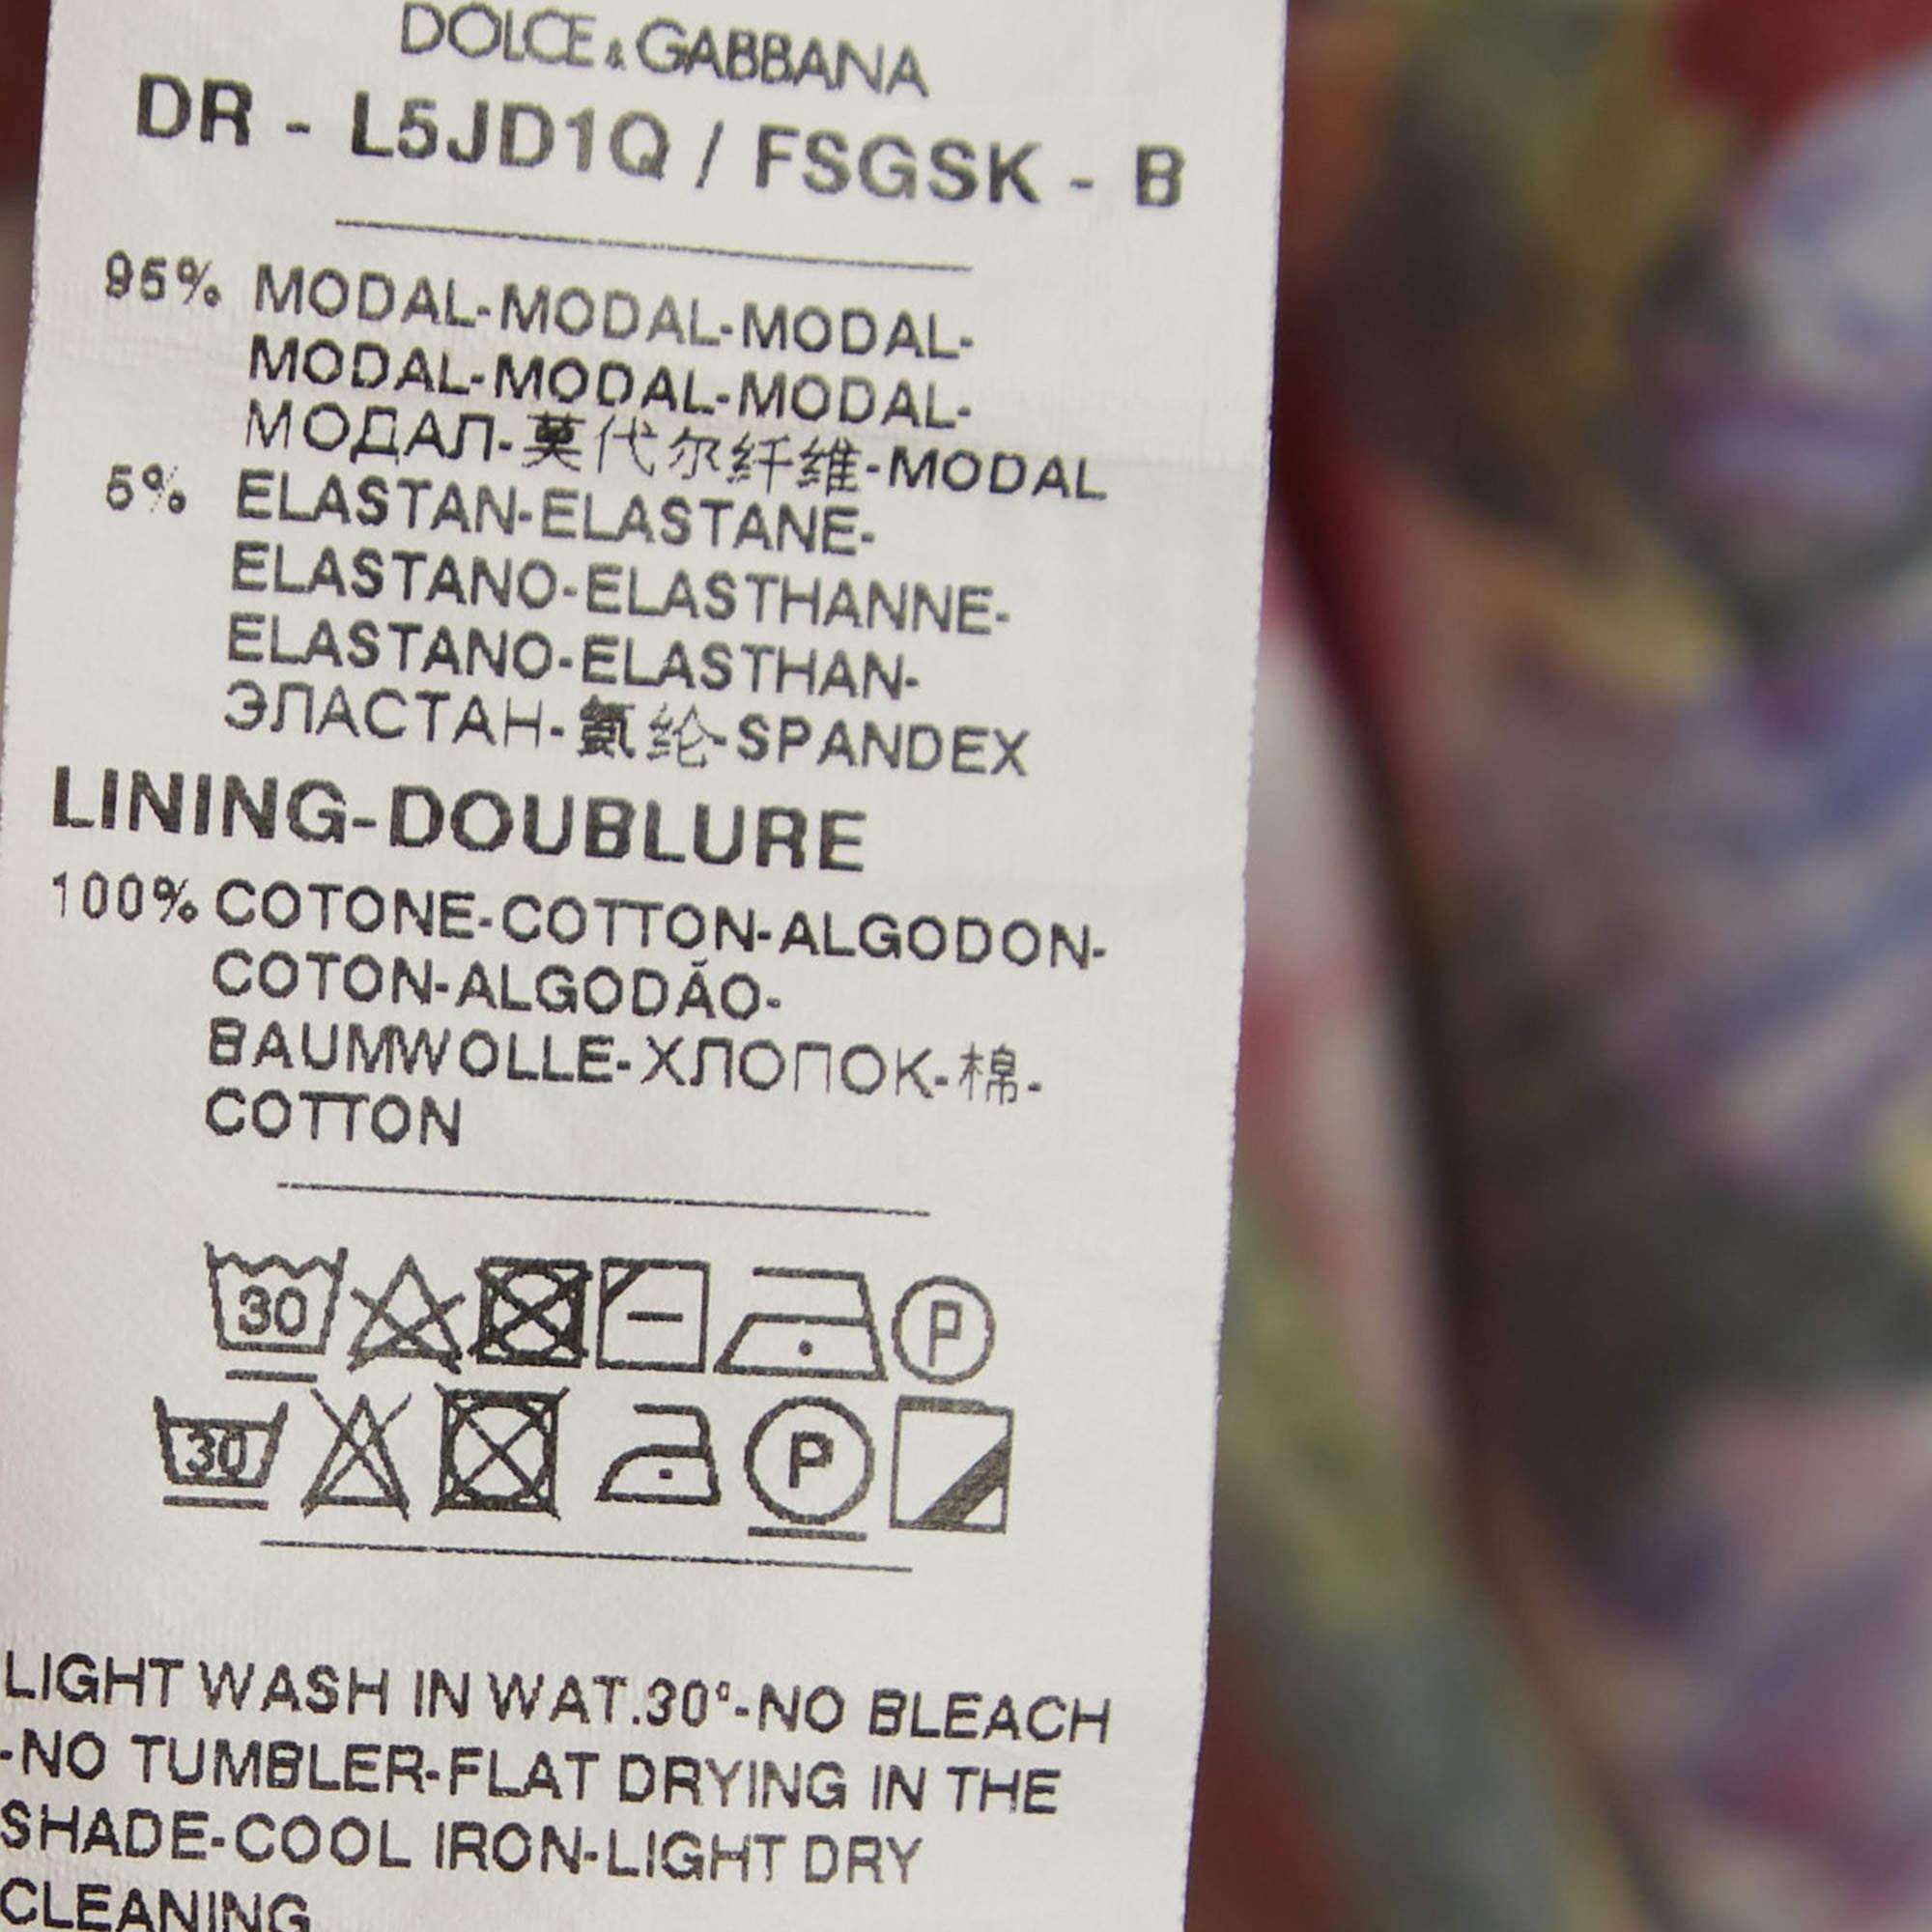 DOLCE & GABBANA
DR - L5JD1Q / FSGSK - B
95% MODAL-MODAL-MODAL-
MODAL-MODAL-MODAL-
МОДАЛ-莫代尔纤维-MODAL
5% ELASTAN-ELASTANE-
ELASTANO-ELASTHANNE-
ELASTANO-ELASTHAN-
ЭЛАСТАН-氨纶-SPANDEX
LINING-DOUBLURE
100% COTONE-COTTON-ALGODON-
COTON-ALGODÃO-
BAUMWOLLE-ХЛОПОК-棉-
COTTON
30 P
30 P
LIGHT WASH IN WAT.30°-NO BLEACH
-NO TUMBLER-FLAT DRYING IN THE
SHADE-COOL IRON-LIGHT DRY
CLEANING